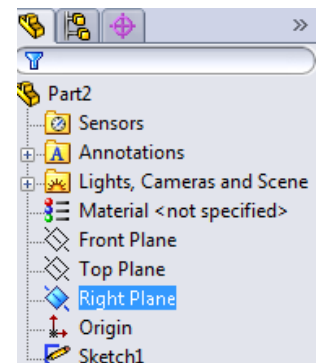 Part2
Sensors
A Annotations
Lights, Cameras and Scene
Material <not specified>
Front Plane
Top Plane
Right Plane
Origin
Sketch1